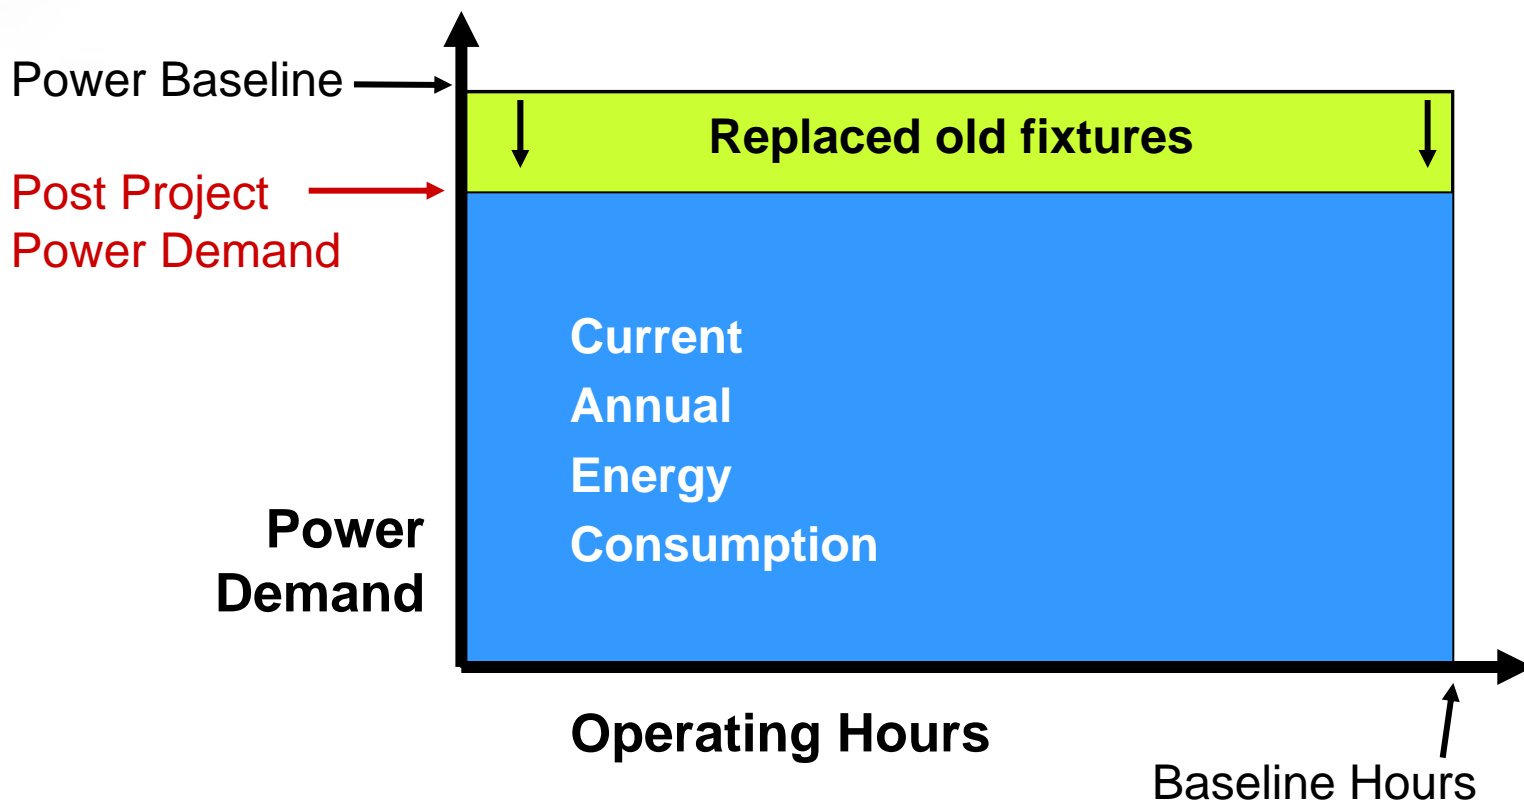 Power Baseline
Replaced old fixtures
Post Project
Power Demand
Current
Annual
Energy
Consumption
Power
Demand
Operating Hours
Baseline Hours